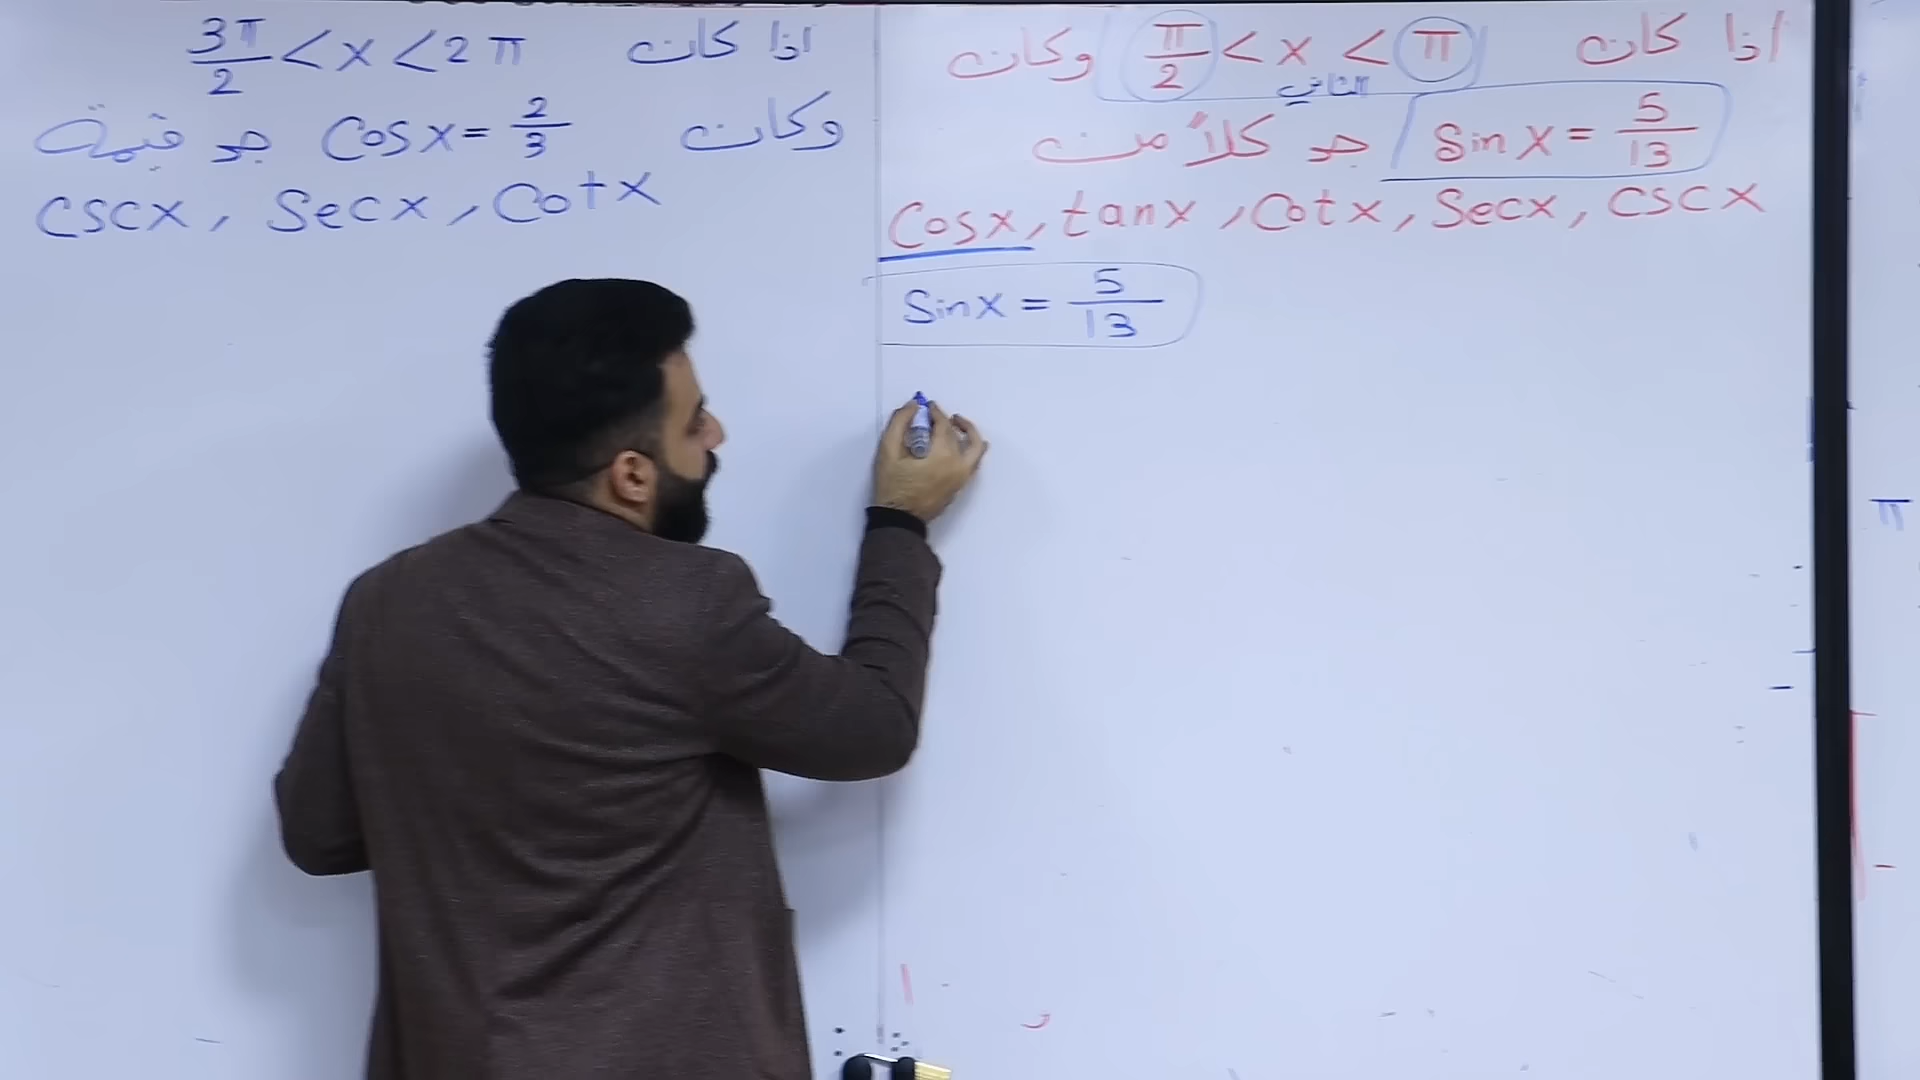 اذا كان π/2 < x < π وكان
الثاني
sin x = 5/13 جد كلاً من
Cosx, tanx, Cotx, Secx, CSCX
Sinx = 5/13
اذا كان 3π/2 < x < 2π
وكان Cosx = 2/3 جد قيمة
CSCX, Secx, Cotx
π